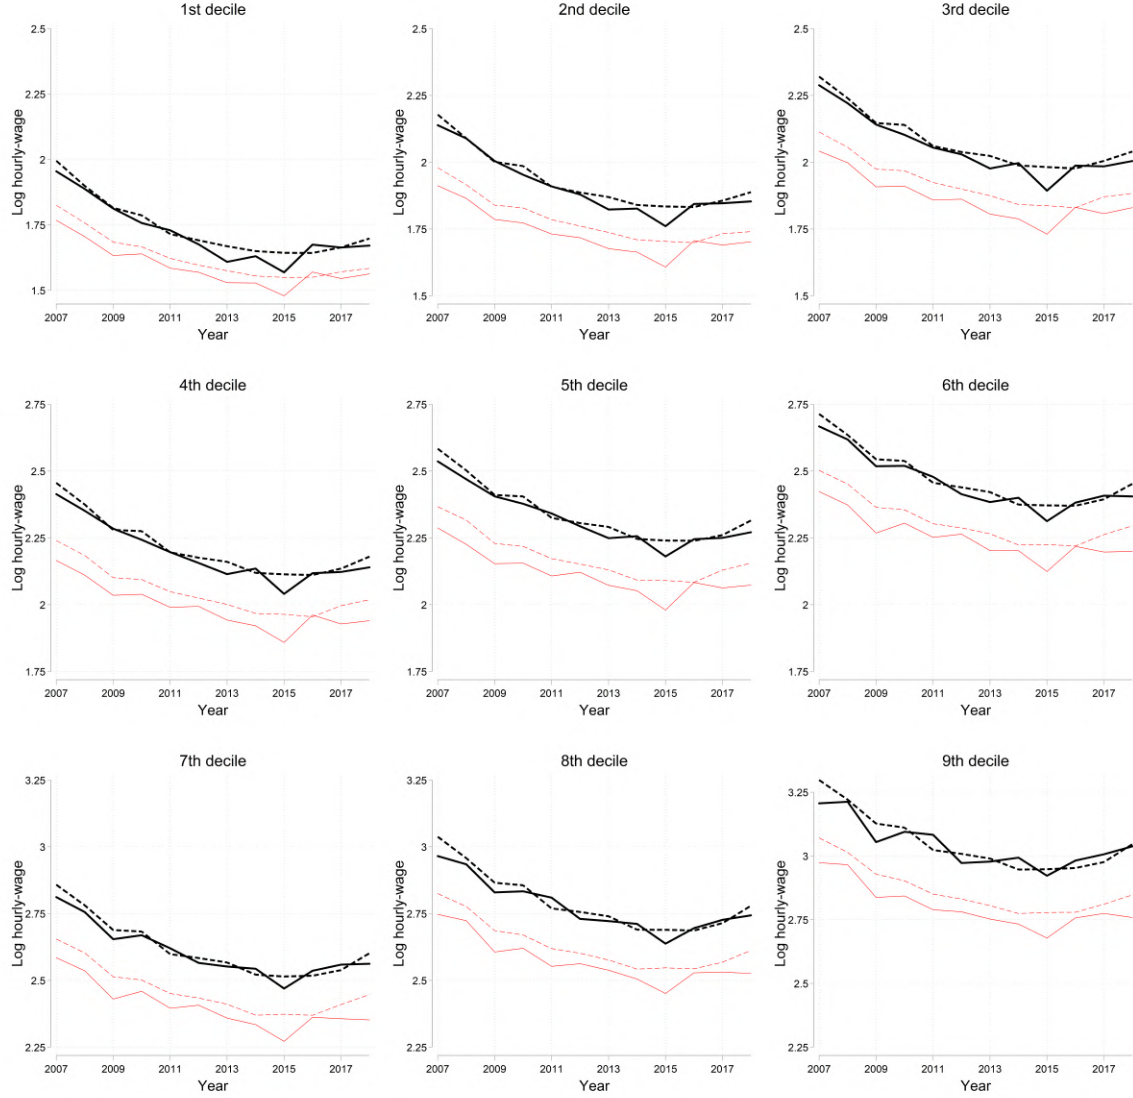 1st decile
2nd decile
3rd decile
Log hourly-wage
2.5
2.25
2
1.75
1.5
2007 2009 2011 2013 2015 2017
Year
Log hourly-wage
2.5
2.25
2
1.75
1.5
2007 2009 2011 2013 2015 2017
Year
Log hourly-wage
2.5
2.25
2
1.75
1.5
2007 2009 2011 2013 2015 2017
Year
4th decile
5th decile
6th decile
Log hourly-wage
2.75
2.5
2.25
2
1.75
2007 2009 2011 2013 2015 2017
Year
Log hourly-wage
2.75
2.5
2.25
2
1.75
2007 2009 2011 2013 2015 2017
Year
Log hourly-wage
2.75
2.5
2.25
2
1.75
2007 2009 2011 2013 2015 2017
Year
7th decile
8th decile
9th decile
Log hourly-wage
3.25
3
2.75
2.5
2.25
2007 2009 2011 2013 2015 2017
Year
Log hourly-wage
3.25
3
2.75
2.5
2.25
2007 2009 2011 2013 2015 2017
Year
Log hourly-wage
3.25
3
2.75
2.5
2.25
2007 2009 2011 2013 2015 2017
Year